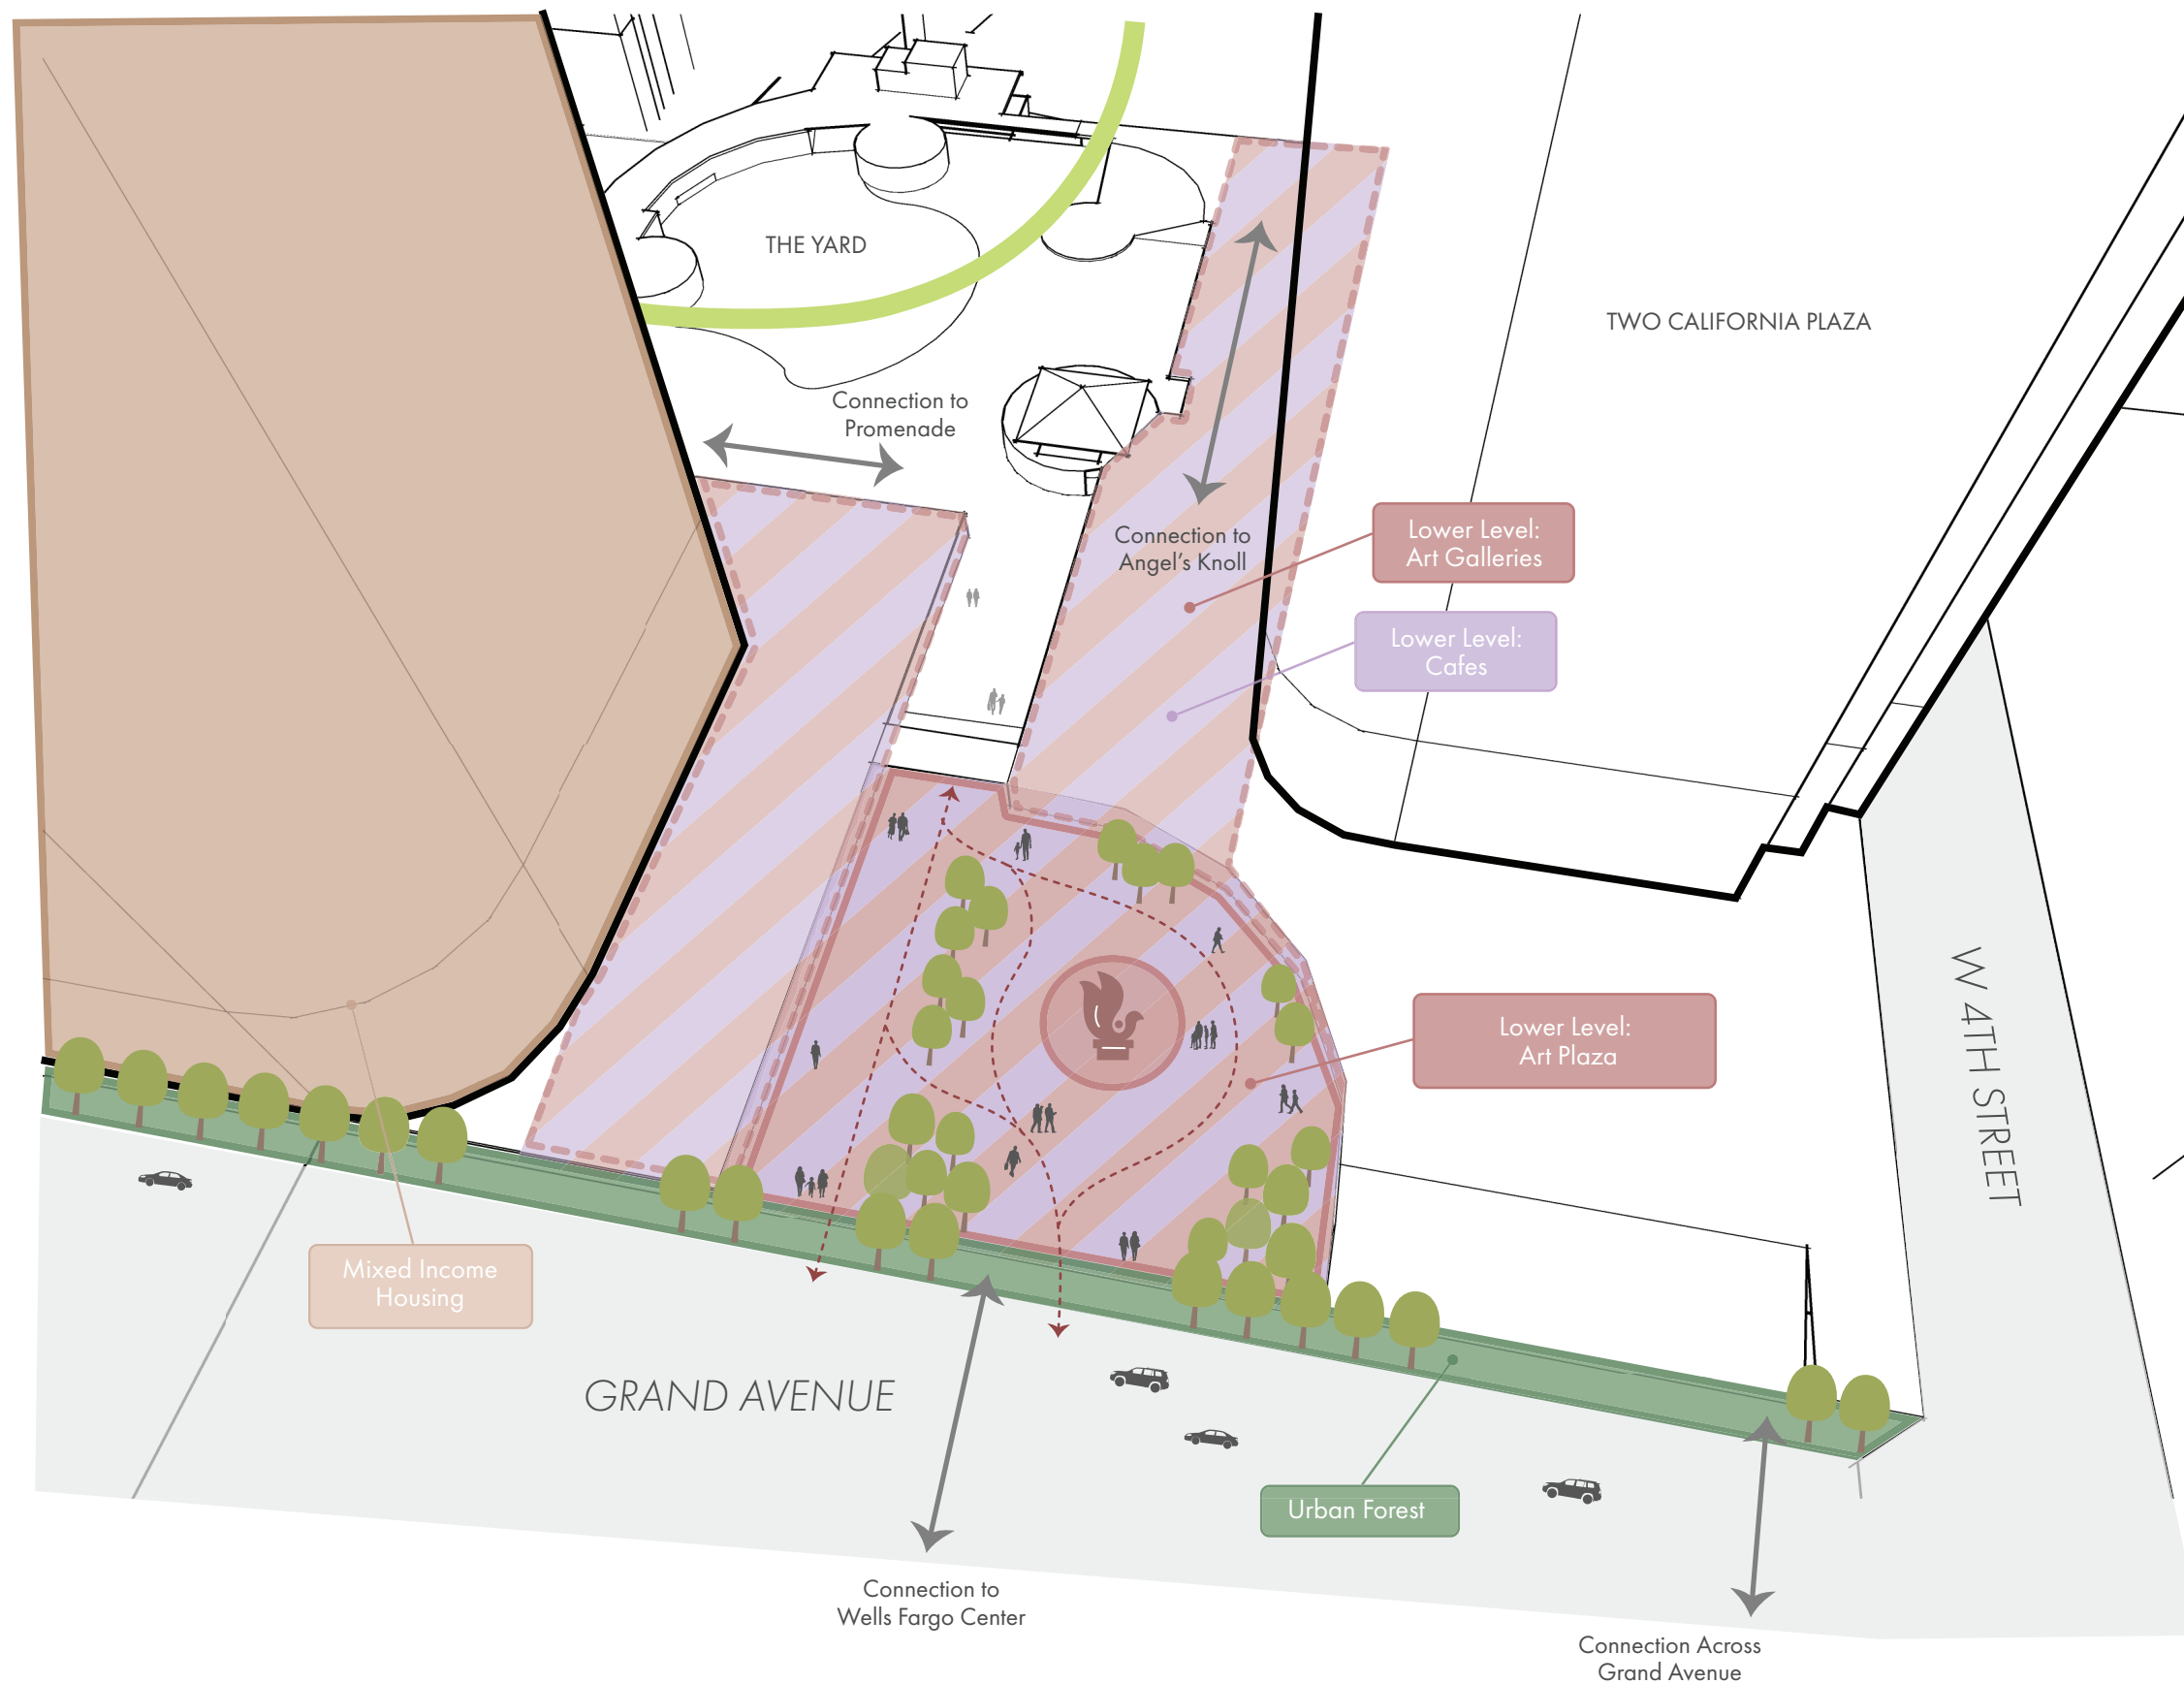 THE YARD
TWO CALIFORNIA PLAZA
Connection to
Promenade
Connection to
Angel’s Knoll
Lower Level:
Art Galleries
Lower Level:
Cafes
Lower Level:
Art Plaza
W 4TH STREET
Mixed Income
Housing
GRAND AVENUE
Urban Forest
Connection to
Wells Fargo Center
Connection Across
Grand Avenue